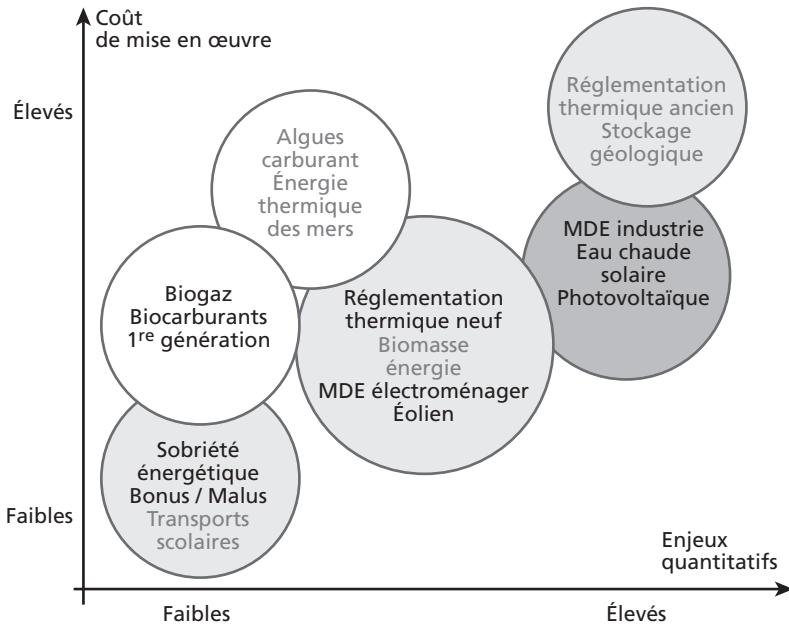 Coût
de mise en œuvre
Élevés
Réglementation
thermique ancien
Stockage
géologique
Algues
carburant
Énergie
thermique
des mers
MDE industrie
Eau chaude
solaire
Photovoltaïque
Biogaz
Biocarburants
1re génération
Réglementation
thermique neuf
Biomasse
énergie
MDE électroménager
Éolien
Sobriété
énergétique
Bonus / Malus
Transports
scolaires
Faibles
Enjeux
quantitatifs
Faibles
Élevés